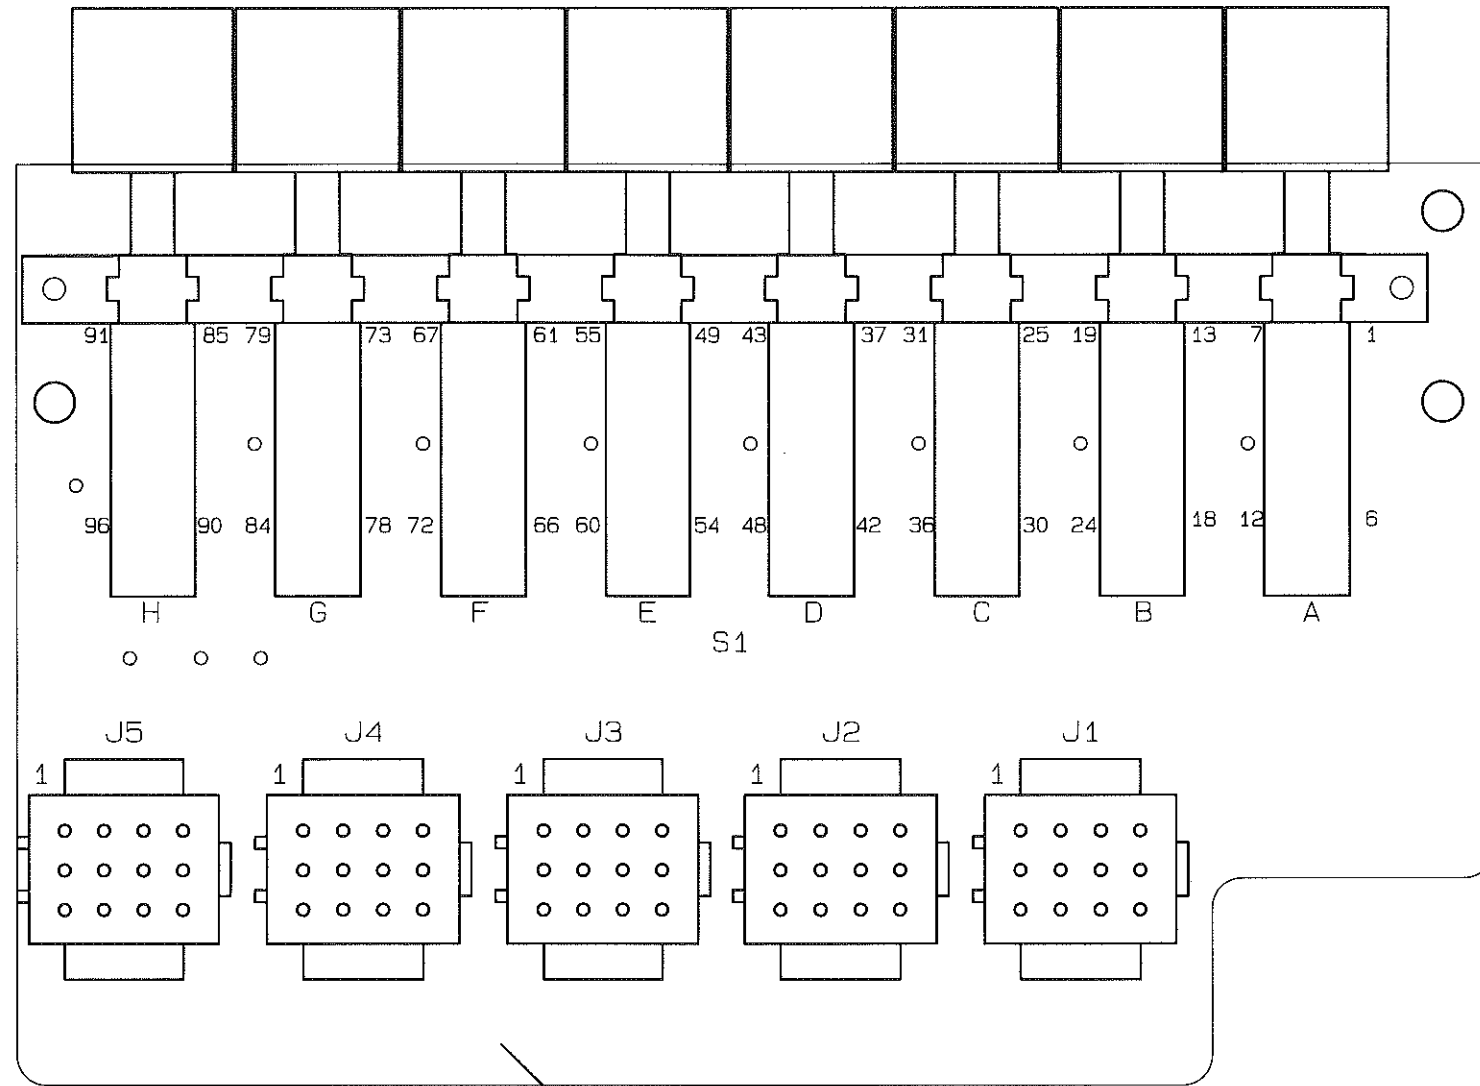 91 85 79 73 67 61 55 49 43 37 31 25 19 13 7 1
96 90 84 78 72 66 60 54 48 42 36 30 24 18 12 6
H G F E D C B A
S1
J5 J4 J3 J2 J1
1 1 1 1 1